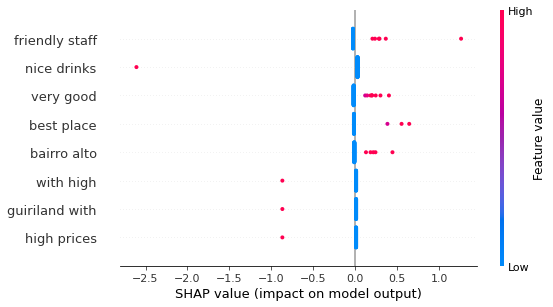 High
friendly staff
nice drinks
very good
best place
bairro alto
with high
guiriland with
high prices
Feature value
Low
−2.5 −2.0 −1.5 −1.0 −0.5 0.0 0.5 1.0
SHAP value (impact on model output)